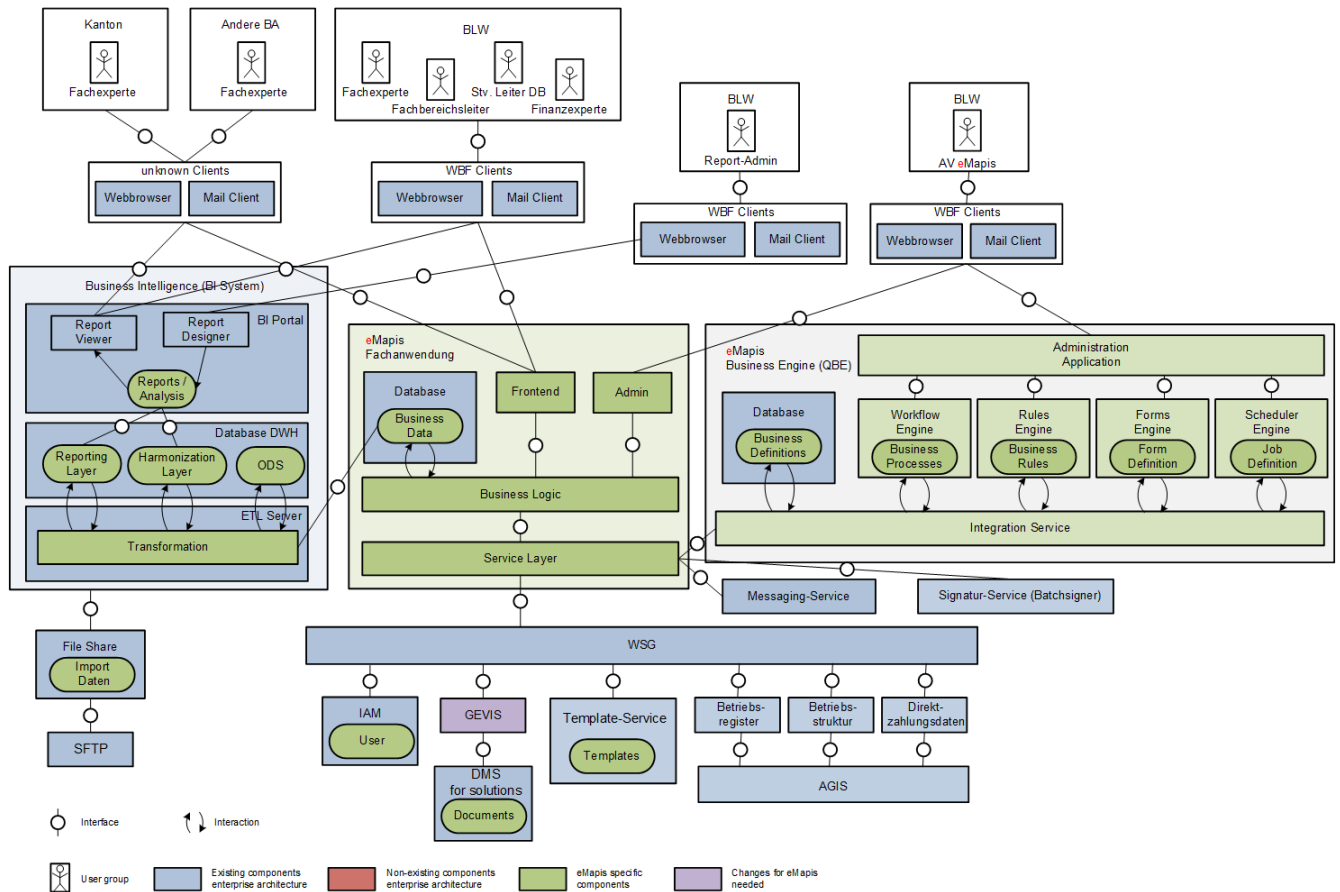 Kanton
Fachexperte
Andere BA
Fachexperte
BLW
Fachexperte
Fachbereichsleiter
Stv. Leiter DB
Finanzexperte
BLW
Report-Admin
BLW
AV eMapis
unknown Clients
Webbrowser
Mail Client
WBF Clients
Webbrowser
Mail Client
WBF Clients
Webbrowser
Mail Client
WBF Clients
Webbrowser
Mail Client
Business Intelligence (BI System)
BI Portal
Report
Viewer
Report
Designer
Reports /
Analysis
Database DWH
Reporting
Layer
Harmonization
Layer
ODS
ETL Server
Transformation
eMapis
Fachanwendung
Database
Business
Data
Frontend
Admin
Business Logic
Service Layer
eMapis
Business Engine (QBE)
Administration
Application
Database
Business
Definitions
Workflow
Engine
Business
Processes
Rules
Engine
Business
Rules
Forms
Engine
Form
Definition
Scheduler
Engine
Job
Definition
Integration Service
Messaging-Service
Signatur-Service (Batchsigner)
File Share
Import
Daten
SFTP
WSG
IAM
User
GEVIS
DMS
for solutions
Documents
Template-Service
Templates
Betriebs-
register
Betriebs-
struktur
Direkt-
zahlungsdaten
AGIS
Interface
Interaction
User group
Existing components
enterprise architecture
Non-existing components
enterprise architecture
eMapis specific
components
Changes for eMapis
needed